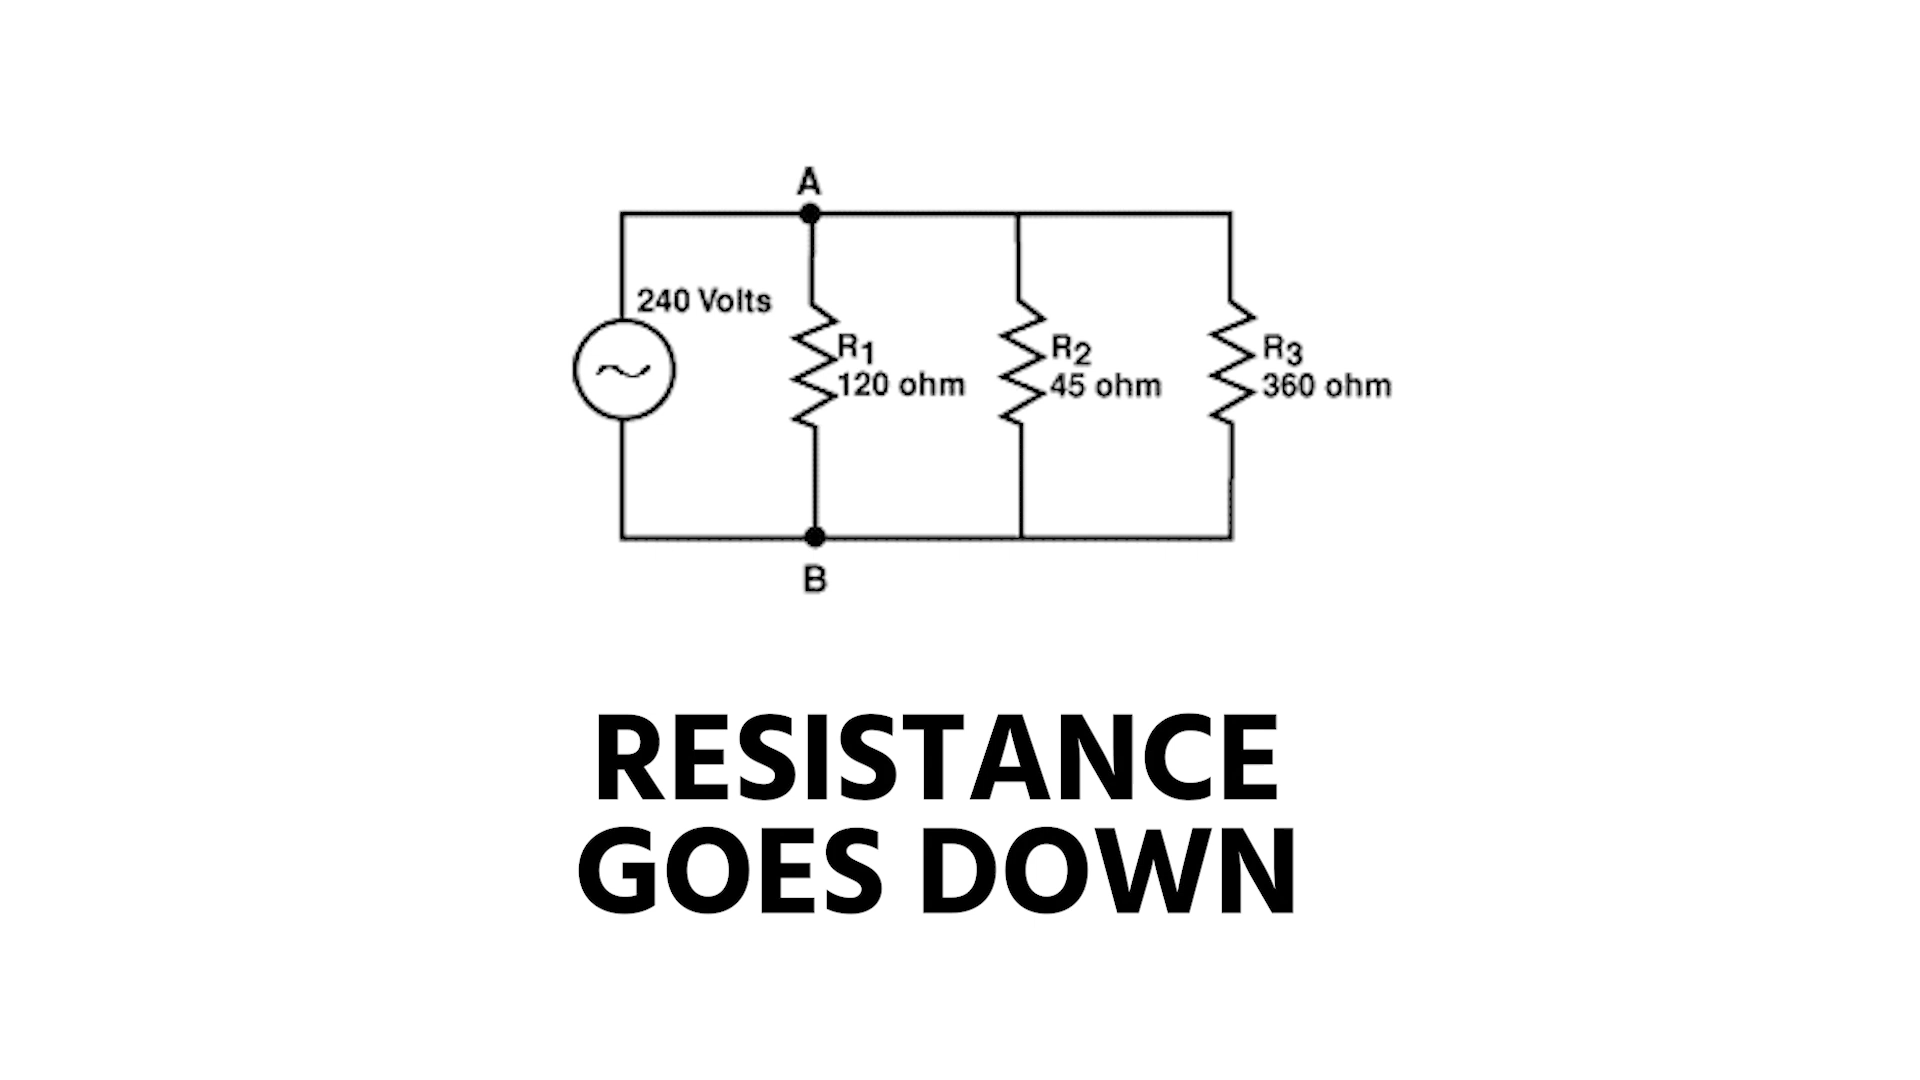 A
240 Volts
R1
120 ohm
R2
45 ohm
R3
360 ohm
B
RESISTANCE
GOES DOWN